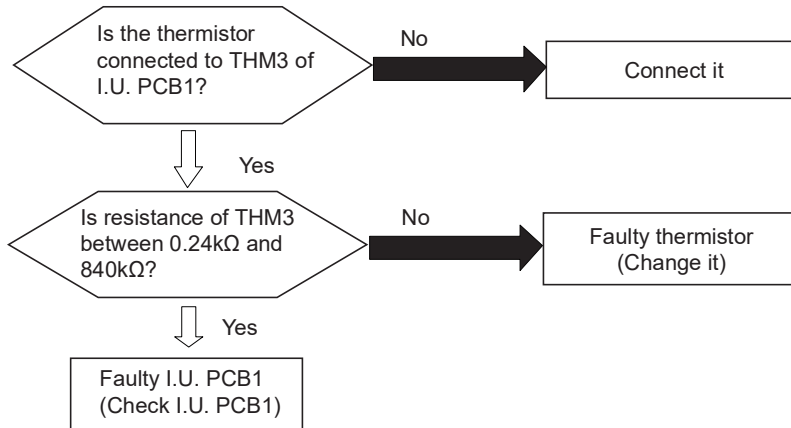 Is the thermistor
connected to THM3 of
I.U. PCB1?
No
Connect it
Yes
Is resistance of THM3
between 0.24kΩ and
840kΩ?
No
Faulty thermistor
(Change it)
Yes
Faulty I.U. PCB1
(Check I.U. PCB1)